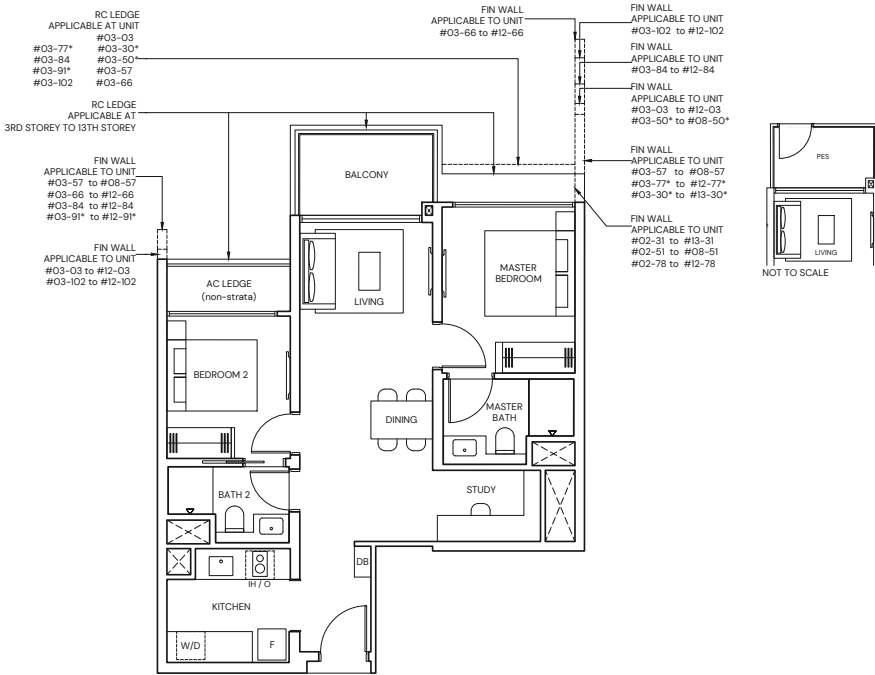 RC LEDGE
APPLICABLE AT UNIT
#03-03
#03-77* #03-30*
#03-84 #03-50*
#03-91* #03-57
#03-102 #03-66
RC LEDGE
APPLICABLE AT
3RD STOREY TO 13TH STOREY
FIN WALL
APPLICABLE TO UNIT
#03-57 to #08-57
#03-66 to #12-66
#03-84 to #12-84
#03-91* to #12-91*
FIN WALL
APPLICABLE TO UNIT
#03-03 to #12-03
#03-102 to #12-102
FIN WALL
APPLICABLE TO UNIT
#03-66 to #12-66
FIN WALL
APPLICABLE TO UNIT
#03-102 to #12-102
FIN WALL
APPLICABLE TO UNIT
#03-84 to #12-84
FIN WALL
APPLICABLE TO UNIT
#03-03 to #12-03
#03-50* to #08-50*
FIN WALL
APPLICABLE TO UNIT
#03-57 to #08-57
#03-77* to #12-77*
#03-30* to #13-30*
FIN WALL
APPLICABLE TO UNIT
#02-31 to #13-31
#02-51 to #08-51
#02-78 to #12-78
BALCONY
AC LEDGE
(non-strata)
LIVING
MASTER
BEDROOM
BEDROOM 2
DINING
MASTER
BATH
BATH 2
STUDY
DB
IH / O
KITCHEN
W/D
F
PES
LIVING
NOT TO SCALE